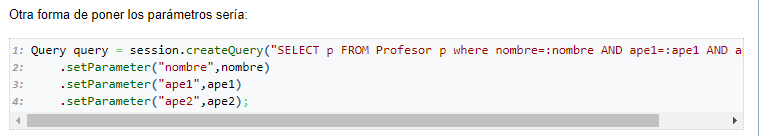 Otra forma de poner los parámetros sería:
1: Query query = session.createQuery("SELECT p FROM Profesor p where nombre=:nombre AND ape1=:ape1 AND
2:     .setParameter("nombre",nombre)
3:     .setParameter("ape1",ape1)
4:     .setParameter("ape2",ape2);